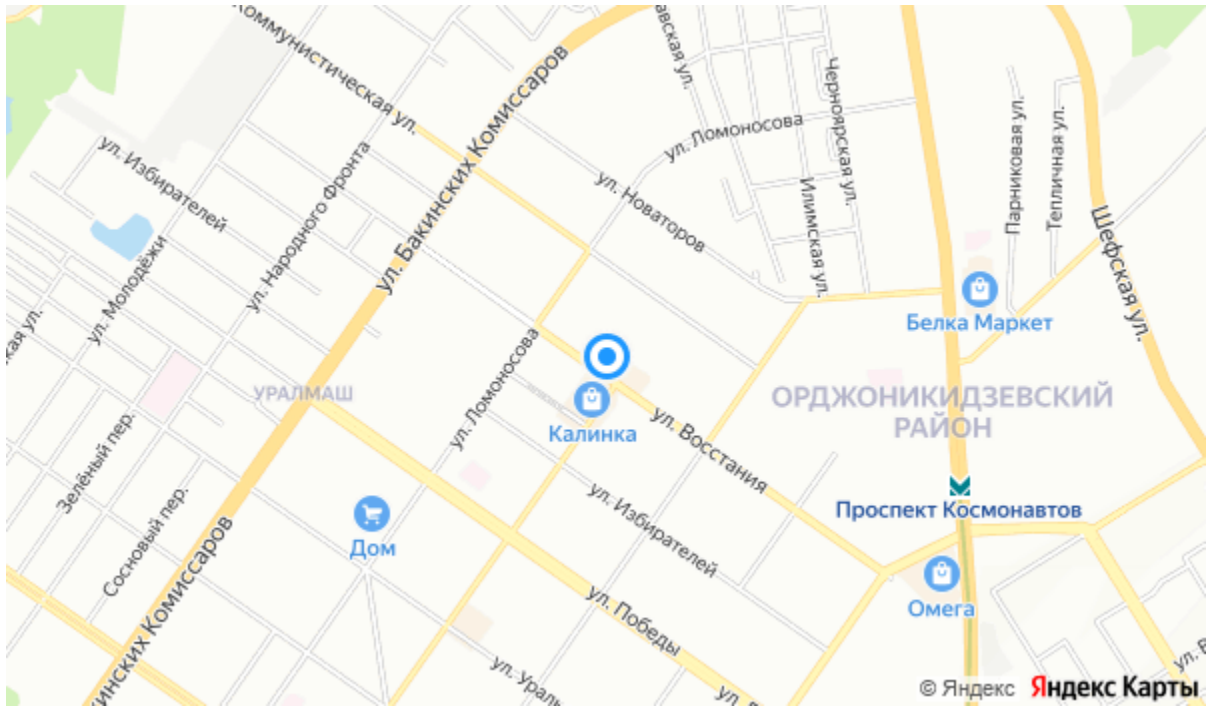 Коммунистическая ул.
ул. Бакинских Комиссаров
ул. Ломоносова
Черноярская ул.
Парниковая ул.
Тепличная ул.
ул. Избирателей
ул. Народного Фронта
ул. Новаторов
Илимская ул.
Шефская ул.
ул. Молодёжи
Белка Маркет
ул. Ломоносова
УРАЛМАШ
ОРДЖОНИКИДЗЕВСКИЙ
РАЙОН
Калинка
ул. Восстания
Зелёный пер.
ул. Избирателей
Проспект Космонавтов
Сосновый пер.
Дом
Омега
Комиссаров
ул. Победы
© Яндекс Яндекс Карты